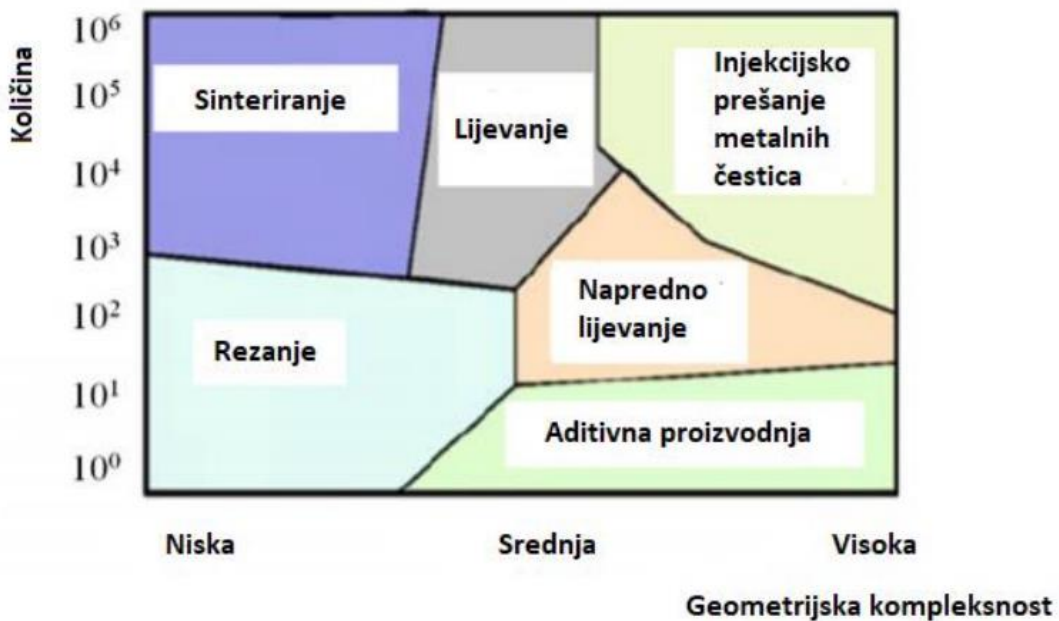 Količina
10⁶
10⁵
10⁴
10³
10²
10¹
10⁰
Sinteriranje
Lijevanje
Injekcijsko
prešanje
metalnih
čestica
Rezanje
Napredno
lijevanje
Aditivna proizvodnja
Niska
Srednja
Visoka
Geometrijska kompleksnost